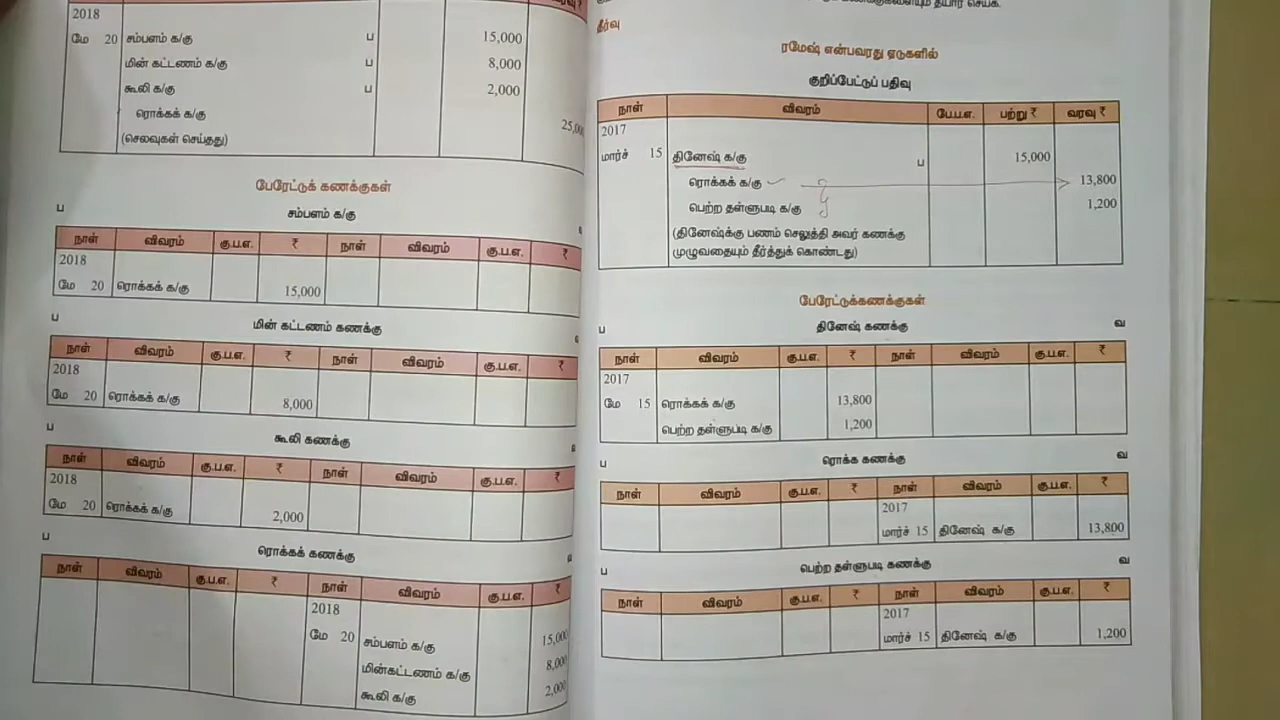 2018
மே 20 சம்பளம் க/கு ப 15,000
மின் கட்டணம் க/கு ப 8,000
கூலி க/கு ப 2,000
ரொக்கக் க/கு
(செலவுகள் செய்தது)
பேரேட்டுக் கணக்குகள்
ப
சம்பளம் க/கு
நாள் விவரம் கு.ப.எ. ₹ நாள் விவரம் கு.ப.எ. ₹
2018
மே 20 ரொக்கக் க/கு 15,000
ப
மின் கட்டணம் கணக்கு
நாள் விவரம் கு.ப.எ. ₹ நாள் விவரம் கு.ப.எ. ₹
2018
மே 20 ரொக்கக் க/கு 8,000
ப
கூலி கணக்கு
நாள் விவரம் கு.ப.எ. ₹ நாள் விவரம் கு.ப.எ. ₹
2018
மே 20 ரொக்கக் க/கு 2,000
ப
ரொக்கக் கணக்கு
நாள் விவரம் கு.ப.எ. ₹ நாள் விவரம் கு.ப.எ. ₹
2018
மே 20 சம்பளம் க/கு 15,000
மின்கட்டணம் க/கு 8,000
கூலி க/கு 2,000
தீர்வு
ரமேஷ் என்பவரது ஏடுகளில்
குறிப்பேட்டுப் பதிவு
நாள் விவரம் பே.ப.எ. பற்று ₹ வரவு ₹
2017
மார்ச் 15 தினேஷ் க/கு ப 15,000
ரொக்கக் க/கு 13,800
பெற்ற தள்ளுபடி க/கு 1,200
(தினேஷ்க்கு பணம் செலுத்தி அவர் கணக்கு
முழுவதையும் தீர்த்துக் கொண்டது)
பேரேட்டுக்கணக்குகள்
ப தினேஷ் கணக்கு வ
நாள் விவரம் கு.ப.எ. ₹ நாள் விவரம் கு.ப.எ. ₹
2017
மே 15 ரொக்கக் க/கு 13,800
பெற்ற தள்ளுபடி க/கு 1,200
ப ரொக்க கணக்கு வ
நாள் விவரம் கு.ப.எ. ₹ நாள் விவரம் கு.ப.எ. ₹
2017
மார்ச் 15 தினேஷ் க/கு 13,800
ப பெற்ற தள்ளுபடி கணக்கு வ
நாள் விவரம் கு.ப.எ. ₹ நாள் விவரம் கு.ப.எ. ₹
2017
மார்ச் 15 தினேஷ் க/கு 1,200